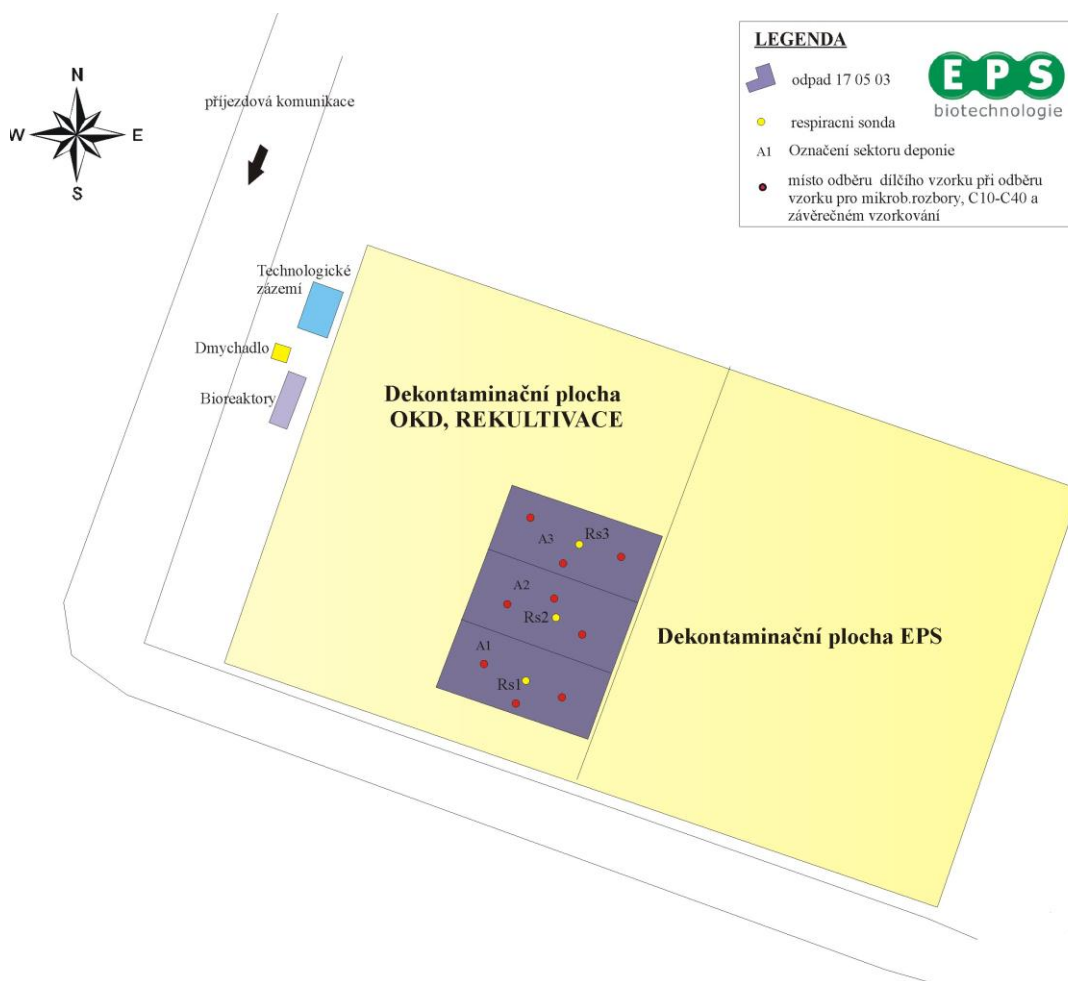 N
W
E
S
příjezdová komunikace
LEGENDA
odpad 17 05 03
respiracni sonda
A1 Označení sektoru deponie
místo odběru dílčího vzorku při odběru
vzorku pro mikrob.rozbory, C10-C40 a
závěrečném vzorkování
EPS
biotechnologie
Technologické
zázemí
Dmychadlo
Bioreaktory
Dekontaminační plocha
OKD, REKULTIVACE
A3
Rs3
A2
Rs2
A1
Rs1
Dekontaminační plocha EPS